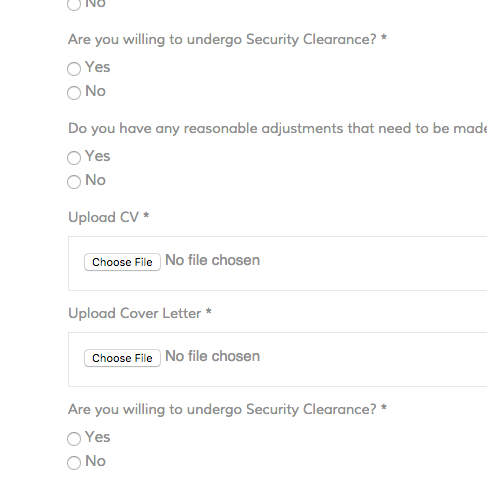 No
Are you willing to undergo Security Clearance? *
Yes
No
Do you have any reasonable adjustments that need to be made
Yes
No
Upload CV *
Choose File No file chosen
Upload Cover Letter *
Choose File No file chosen
Are you willing to undergo Security Clearance? *
Yes
No